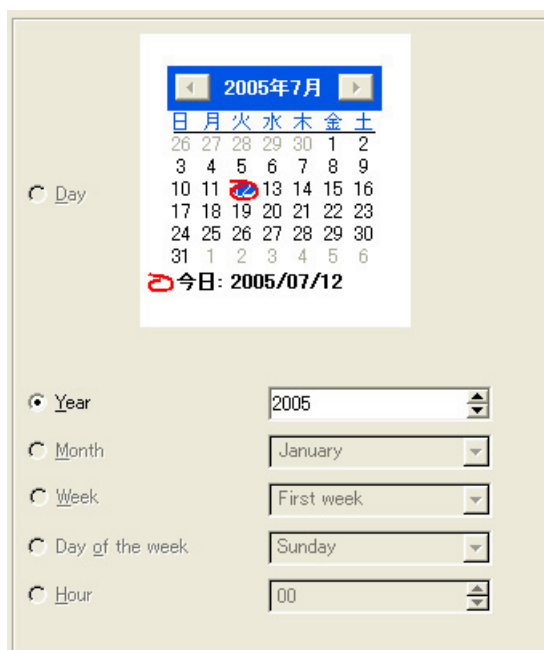 2005年7月
日 月 火 水 木 金 土
26 27 28 29 30 1 2
3 4 5 6 7 8 9
10 11 12 13 14 15 16
Day
17 18 19 20 21 22 23
24 25 26 27 28 29 30
31 1 2 3 4 5 6
今日: 2005/07/12
Year 2005
Month January
Week First week
Day of the week Sunday
Hour 00